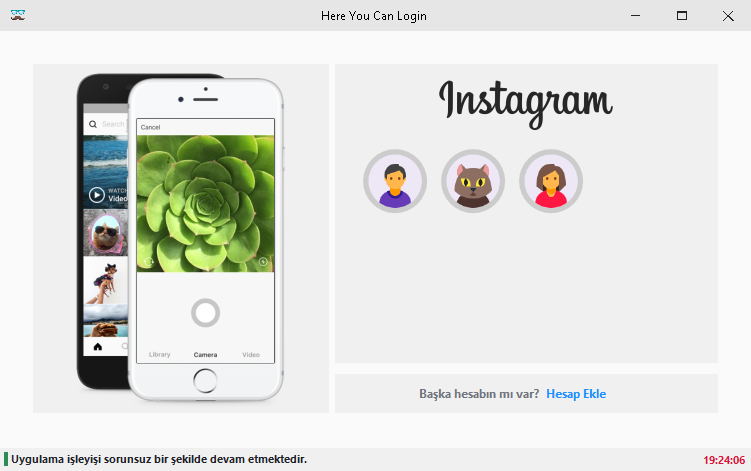 Here You Can Login
Search
WATCH
Video
Cancel
Library Camera Video
Instagram
Başka hesabın mı var? Hesap Ekle
Uygulama işleyişi sorunsuz bir şekilde devam etmektedir.
19:24:06